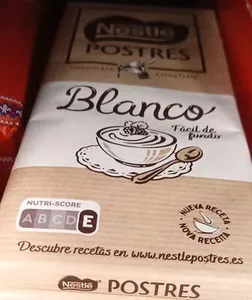 Nestlé
POSTRES
Blanco
Fácil de
fundir
NUTRI-SCORE
A B C D E
NUEVA RECETA
NOVA RECEITA
Descubre recetas en www.nestlepostres.es
Nestlé POSTRES